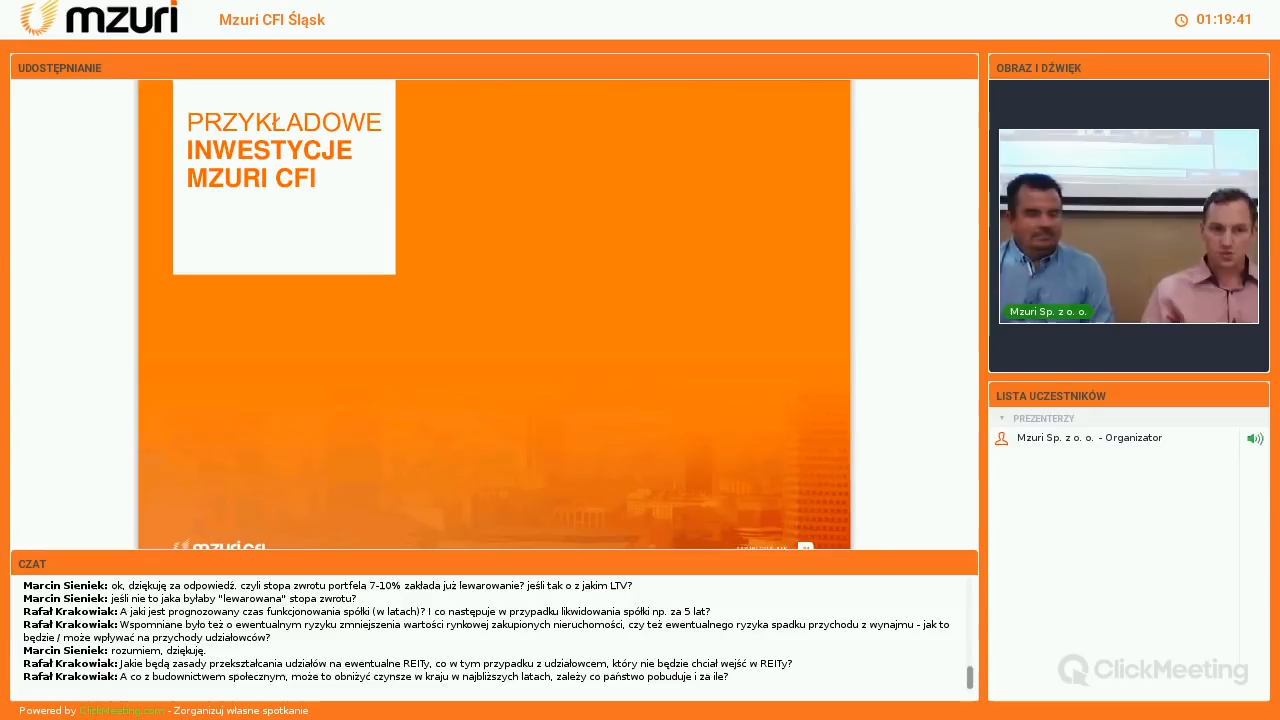 mzuri
Mzuri CFI Śląsk
01:19:41
UDOSTĘPNIANIE
PRZYKŁADOWE
INWESTYCJE
MZURI CFI
mzuri cfi
OBRAZ I DŹWIĘK
Mzuri Sp. z o. o.
LISTA UCZESTNIKÓW
PREZENTERZY
Mzuri Sp. z o. o. - Organizator
ClickMeeting
CZAT
Marcin Sieniek: ok, dziękuję za odpowiedź. czyli stopa zwrotu portfela 7-10% zakłada już lewarowanie? jeśli tak o z jakim LTV?
Marcin Sieniek: jeśli nie to jaka byłaby "lewarowana" stopa zwrotu?
Rafał Krakowiak: A jaki jest prognozowany czas funkcjonowania spółki (w latach)? I co następuje w przypadku likwidowania spółki np. za 5 lat?
Rafał Krakowiak: Wspomniane było też o ewentualnym ryzyku zmniejszenia wartości rynkowej zakupionych nieruchomości, czy też ewentualnego ryzyka spadku przychodu z wynajmu - jak to
będzie / może wpływać na przychody udziałowców?
Marcin Sieniek: rozumiem, dziękuję.
Rafał Krakowiak: Jakie będą zasady przekształcania udziałów na ewentualne REITy, co w tym przypadku z udziałowcem, który nie będzie chciał wejść w REITy?
Rafał Krakowiak: A co z budownictwem społecznym, może to obniżyć czynsze w kraju w najbliższych latach, zależy co państwo pobuduje i za ile?
Powered by ClickMeeting.com - Zorganizuj własne spotkanie